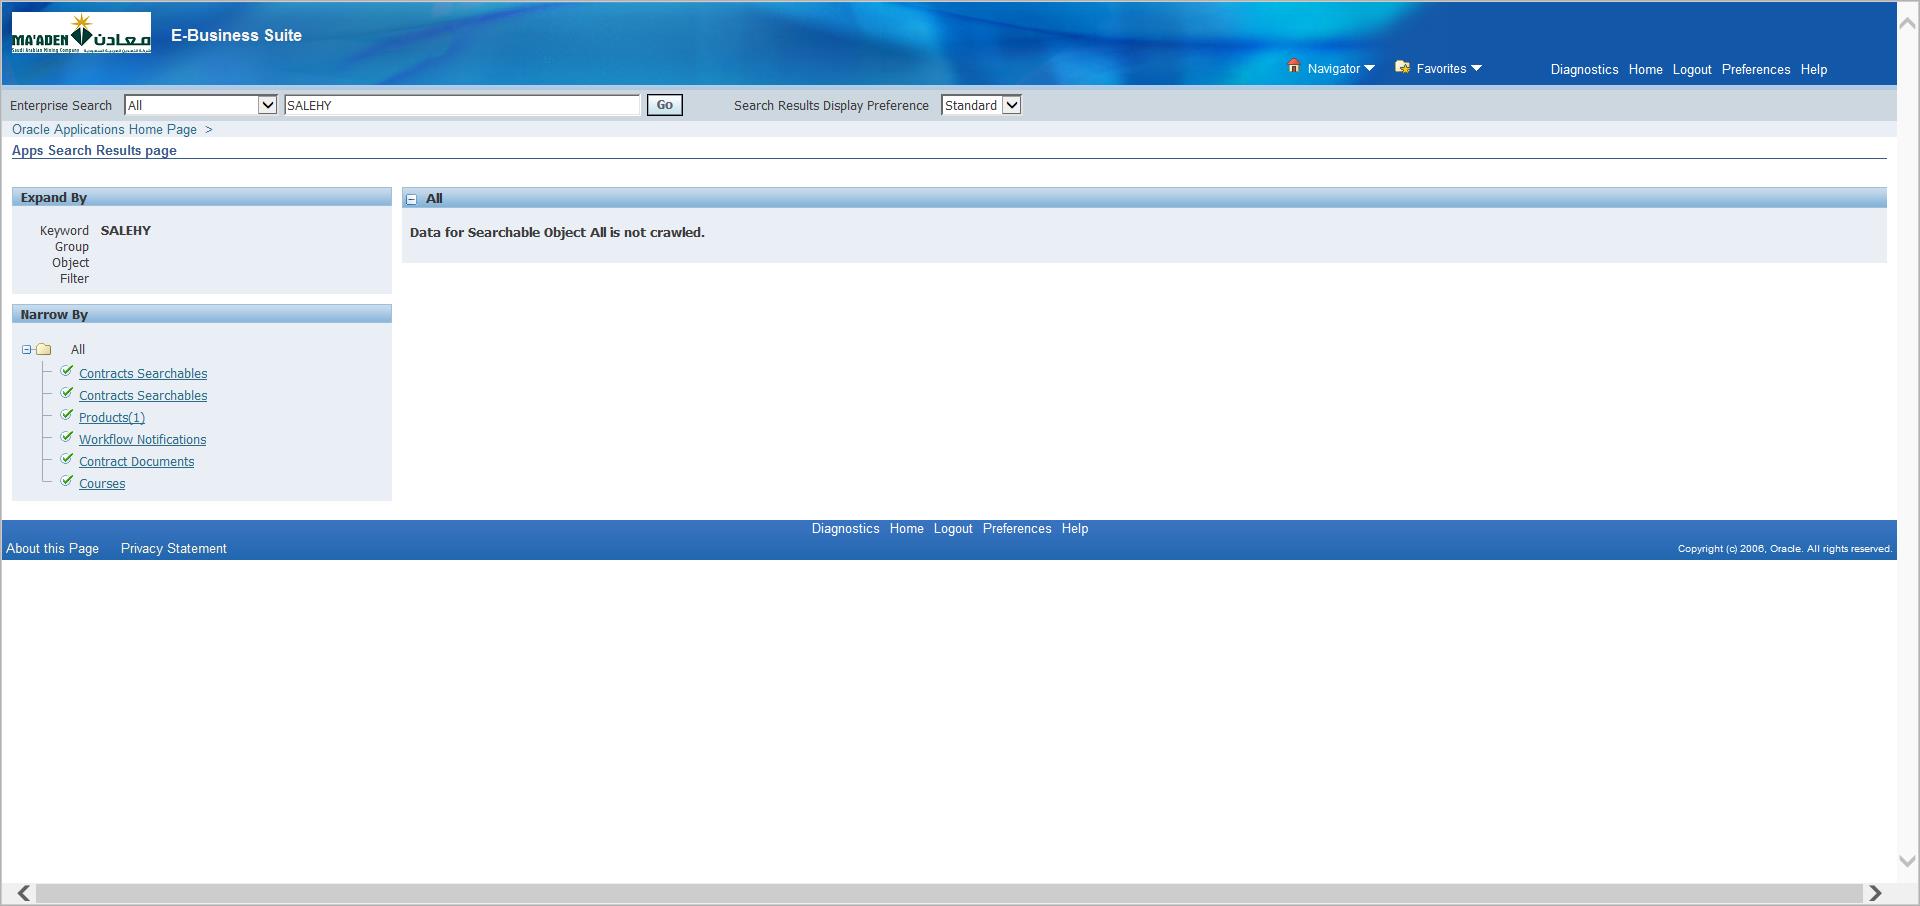 MA'ADEN معادن
Saudi Arabian Mining Company شركة التعدين العربية السعودية
E-Business Suite
Navigator Favorites Diagnostics Home Logout Preferences Help
Enterprise Search All SALEHY Go Search Results Display Preference Standard
Oracle Applications Home Page >
Apps Search Results page
Expand By
Keyword SALEHY
Group
Object
Filter
Narrow By
All
Contracts Searchables
Contracts Searchables
Products(1)
Workflow Notifications
Contract Documents
Courses
All
Data for Searchable Object All is not crawled.
Diagnostics Home Logout Preferences Help
About this Page Privacy Statement
Copyright (c) 2006, Oracle. All rights reserved.